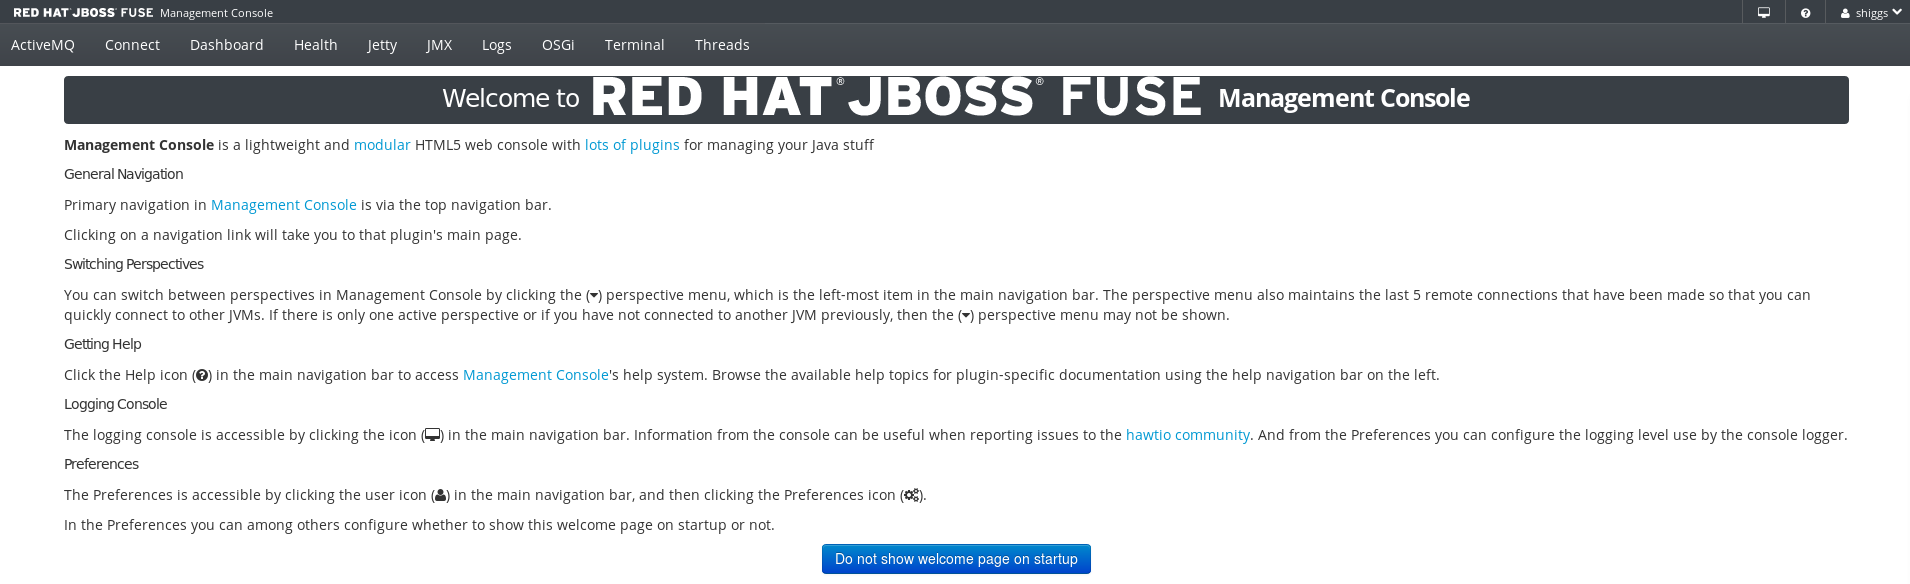 RED HAT® JBOSS® FUSE Management Console shiggs
ActiveMQ Connect Dashboard Health Jetty JMX Logs OSGi Terminal Threads
Welcome to RED HAT® JBOSS® FUSE Management Console
Management Console is a lightweight and modular HTML5 web console with lots of plugins for managing your Java stuff
General Navigation
Primary navigation in Management Console is via the top navigation bar.
Clicking on a navigation link will take you to that plugin's main page.
Switching Perspectives
You can switch between perspectives in Management Console by clicking the () perspective menu, which is the left-most item in the main navigation bar. The perspective menu also maintains the last 5 remote connections that have been made so that you can
quickly connect to other JVMs. If there is only one active perspective or if you have not connected to another JVM previously, then the () perspective menu may not be shown.
Getting Help
Click the Help icon () in the main navigation bar to access Management Console's help system. Browse the available help topics for plugin-specific documentation using the help navigation bar on the left.
Logging Console
The logging console is accessible by clicking the icon () in the main navigation bar. Information from the console can be useful when reporting issues to the hawtio community. And from the Preferences you can configure the logging level use by the console logger.
Preferences
The Preferences is accessible by clicking the user icon () in the main navigation bar, and then clicking the Preferences icon ().
In the Preferences you can among others configure whether to show this welcome page on startup or not.
Do not show welcome page on startup